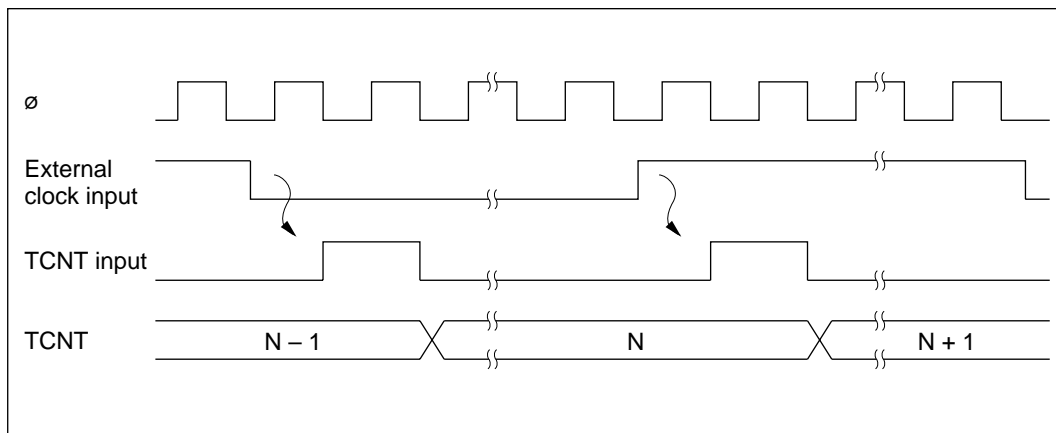 ø
External
clock input
TCNT input
TCNT
N – 1
N
N + 1